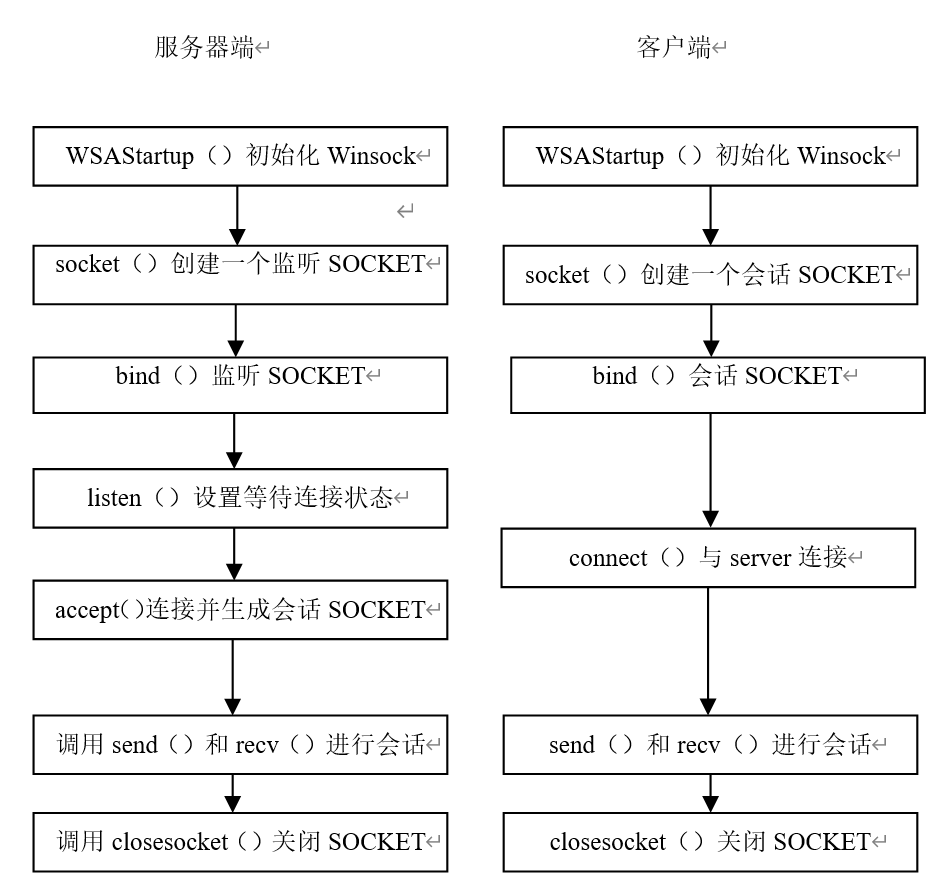 服务器端
客户端
WSAStartup（）初始化 Winsock
socket（）创建一个监听 SOCKET
bind（）监听 SOCKET
listen（）设置等待连接状态
accept()连接并生成会话 SOCKET
调用 send（）和 recv（）进行会话
调用 closesocket（）关闭 SOCKET
WSAStartup（）初始化 Winsock
socket（）创建一个会话 SOCKET
bind（）会话 SOCKET
connect（）与 server 连接
send（）和 recv（）进行会话
closesocket（）关闭 SOCKET